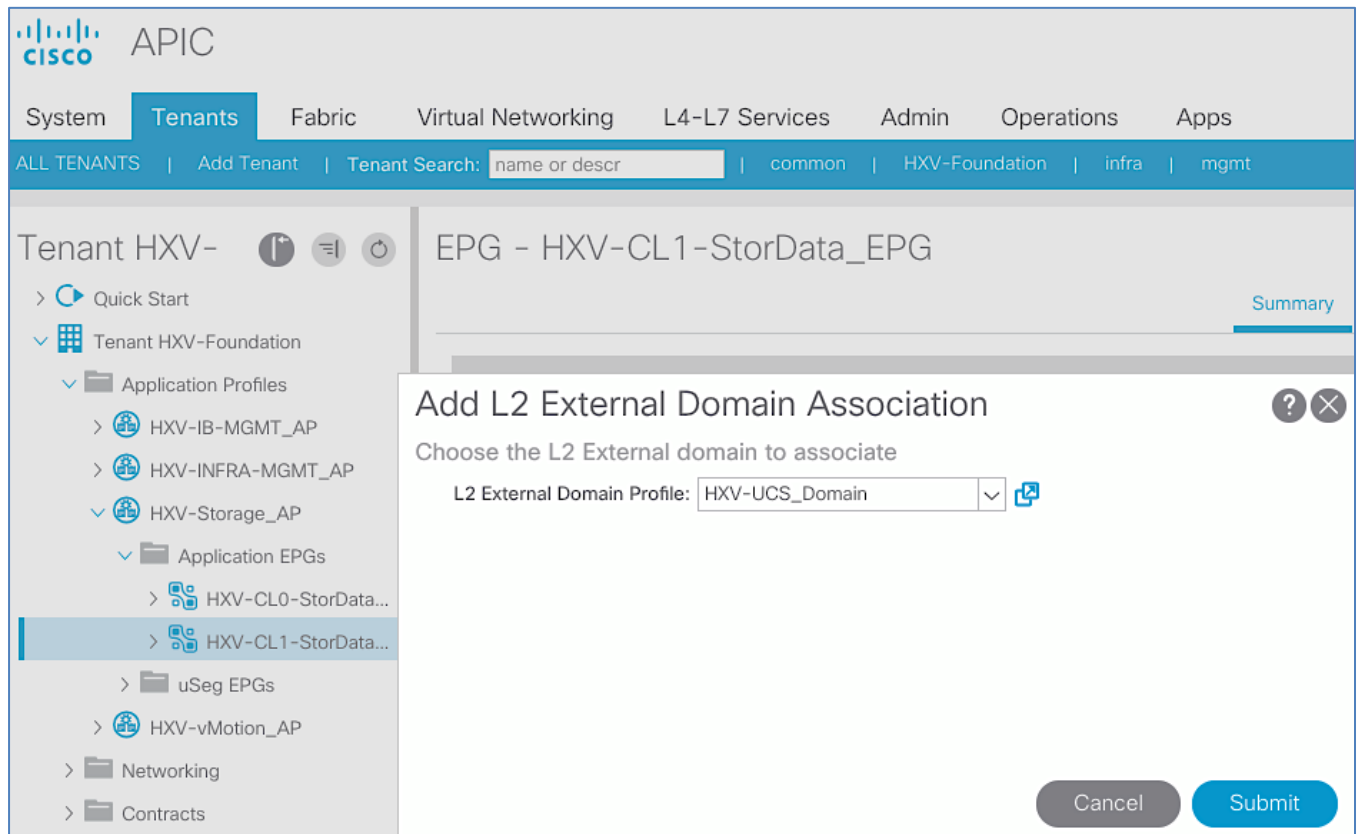 CISCO APIC
System Tenants Fabric Virtual Networking L4-L7 Services Admin Operations Apps
ALL TENANTS | Add Tenant | Tenant Search: name or descr | common | HXV-Foundation | infra | mgmt
Tenant HXV-
EPG - HXV-CL1-StorData_EPG
Quick Start
Summary
Tenant HXV-Foundation
Application Profiles
HXV-IB-MGMT_AP
HXV-INFRA-MGMT_AP
HXV-Storage_AP
Application EPGs
HXV-CL0-StorData...
HXV-CL1-StorData...
uSeg EPGs
HXV-vMotion_AP
Networking
Contracts
Add L2 External Domain Association
Choose the L2 External domain to associate
L2 External Domain Profile: HXV-UCS_Domain
Cancel Submit